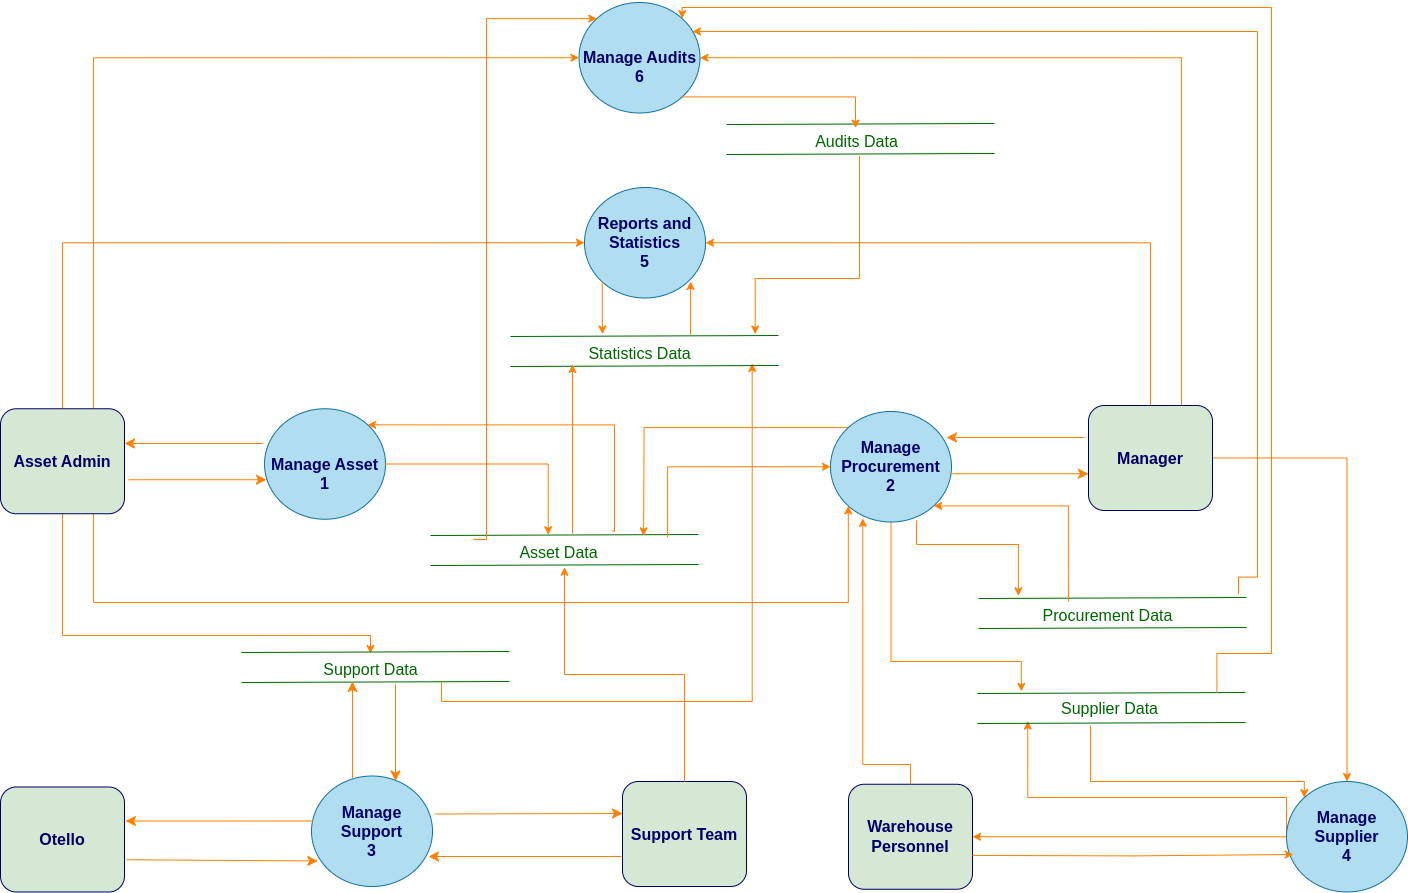 Manage Audits
6
Audits Data
Reports and
Statistics
5
Statistics Data
Asset Admin
Manage Asset
1
Manage
Procurement
2
Manager
Asset Data
Procurement Data
Support Data
Supplier Data
Otello
Manage
Support
3
Support Team
Warehouse
Personnel
Manage
Supplier
4